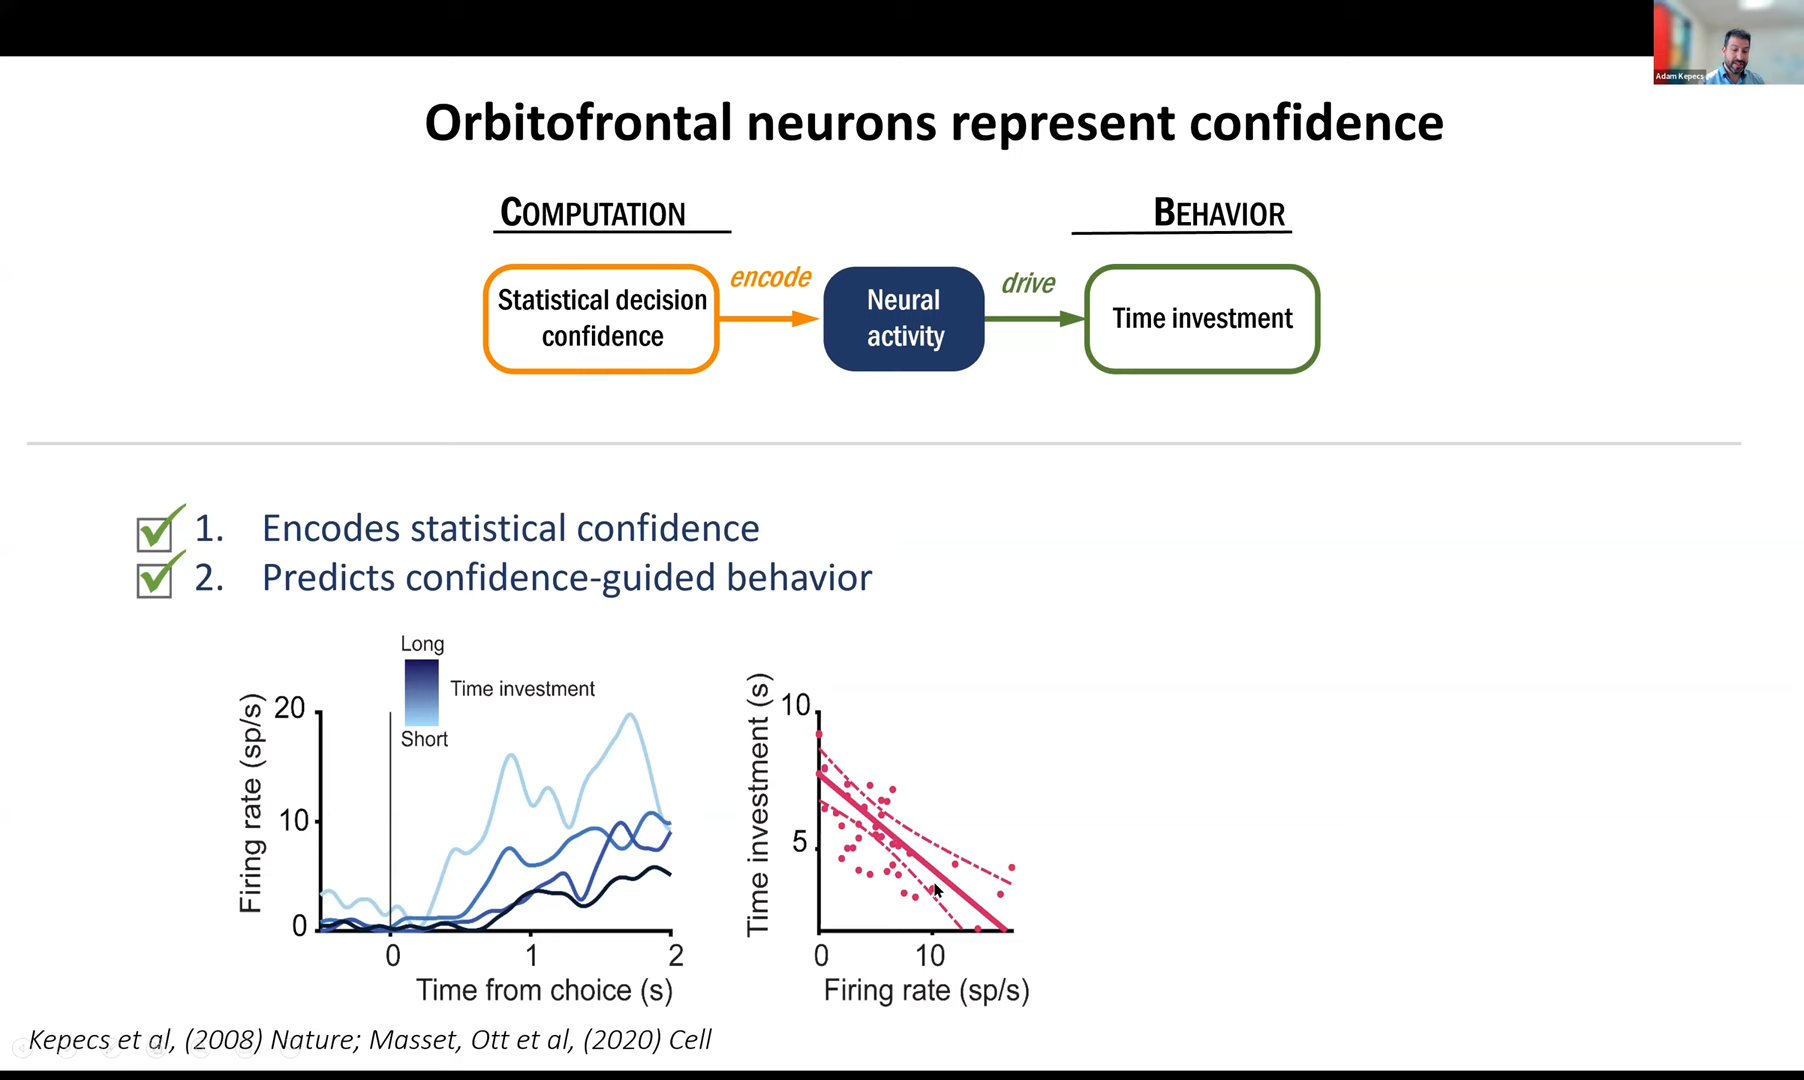 Adam Kepecs
Orbitofrontal neurons represent confidence
COMPUTATION
BEHAVIOR
Statistical decision
confidence
encode
Neural
activity
drive
Time investment
1. Encodes statistical confidence
2. Predicts confidence-guided behavior
Long
Time investment
Short
Firing rate (sp/s)
20
10
0
0 1 2
Time from choice (s)
Time investment (s)
10
5
0 10
Firing rate (sp/s)
Kepecs et al, (2008) Nature; Masset, Ott et al, (2020) Cell